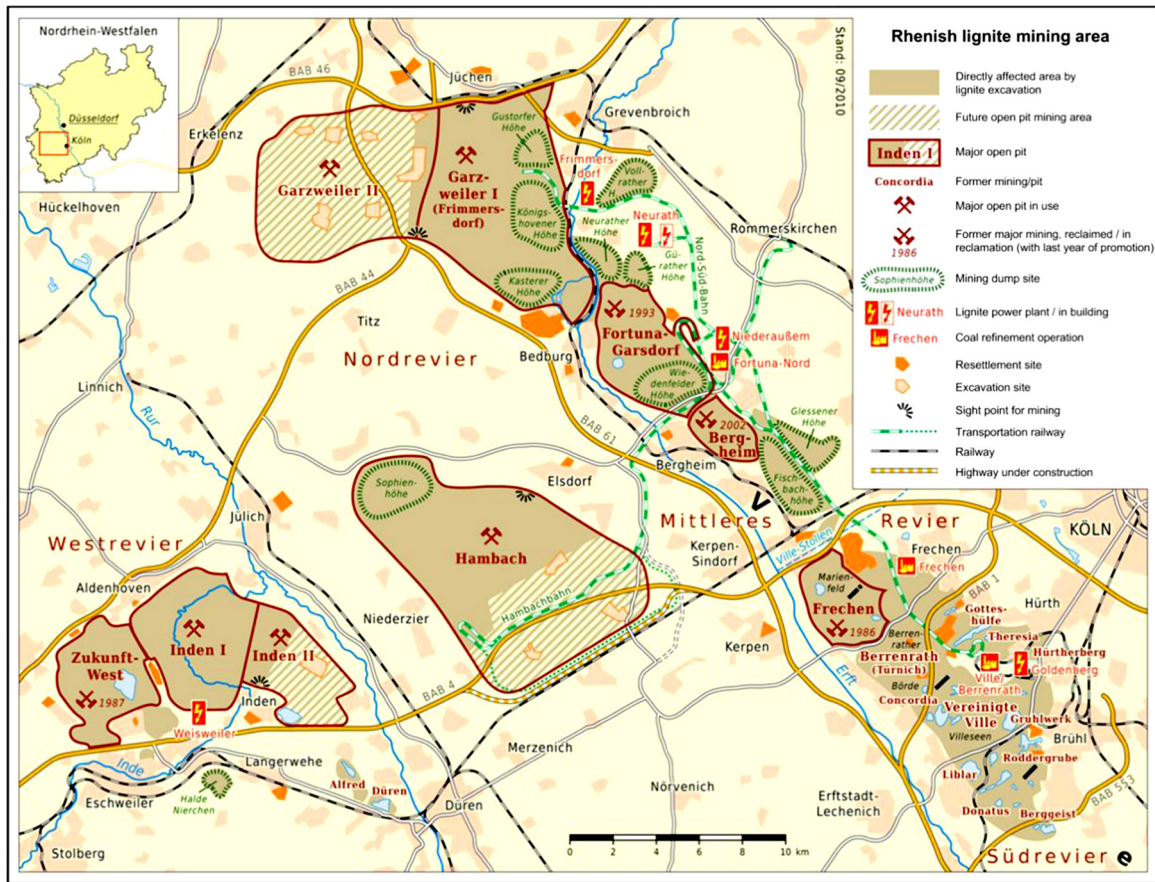 Nordrhein-Westfalen
Düsseldorf
Köln
Stand: 09/2010
Rhenish lignite mining area
Directly affected area by
lignite excavation
Future open pit mining area
Inden I
Major open pit
Concordia
Former mining/pit
Major open pit in use
1986
Former major mining, reclaimed / in
reclamation (with last year of promotion)
Sophienhöhe
Mining dump site
Neurath
Lignite power plant / in building
Frechen
Coal refinement operation
Resettlement site
Excavation site
Sight point for mining
Transportation railway
Railway
Highway under construction
BAB 46
Jüchen
Erkelenz
Grevenbroich
Gustorfer
Höhe
Frimmers-
dorf
Garzweiler II
Garz-
weiler I
(Frimmers-
dorf)
Voll-
rather
H.
Königs-
hovener
Höhe
Neurather
Höhe
Neurath
Gü-
rather
Höhe
Nord-Süd-Bahn
Rommerskirchen
Hückelhoven
BAB 44
Kasterer
Höhe
1993
Fortuna-
Garsdorf
Niederaußem
Fortuna-Nord
Titz
Bedburg
Nordrevier
Wie-
denfelder
Höhe
Linnich
Rur
BAB 61
2002
Berg-
heim
Glessener
Höhe
Bergheim
Fisch-
bach-
höhe
Sophien-
höhe
Elsdorf
Jülich
Hambach
V
Mittleres
Revier
Ville-Stollen
KÖLN
Westrevier
Kerpen-
Sindorf
Frechen
Frechen
Aldenhoven
Marien-
feld
BAB 1
Hambachbahn
Frechen
1986
Niederzier
Gottes-
hülfe
Hürth
Theresia
Inden I
Inden II
Kerpen
Berren-
rather
Börde
Berrenrath
(Türnich)
Hürtherberg
Goldenberg
Ville/
Berrenrath
Zukunft-
West
1987
Inden
BAB 4
Erft
Concordia
Vereinigte
Ville
Gruhlwerk
Villeseen
Brühl
Weisweiler
Merzenich
Roddergrube
Inde
Langerwehe
Liblar
Alfred
Düren
Nörvenich
BAB 553
Eschweiler
Halde
Nierchen
Düren
Erftstadt-
Lechenich
Donatus
Berggeist
Stolberg
0 2 4 6 8 10 km
Südrevier
e